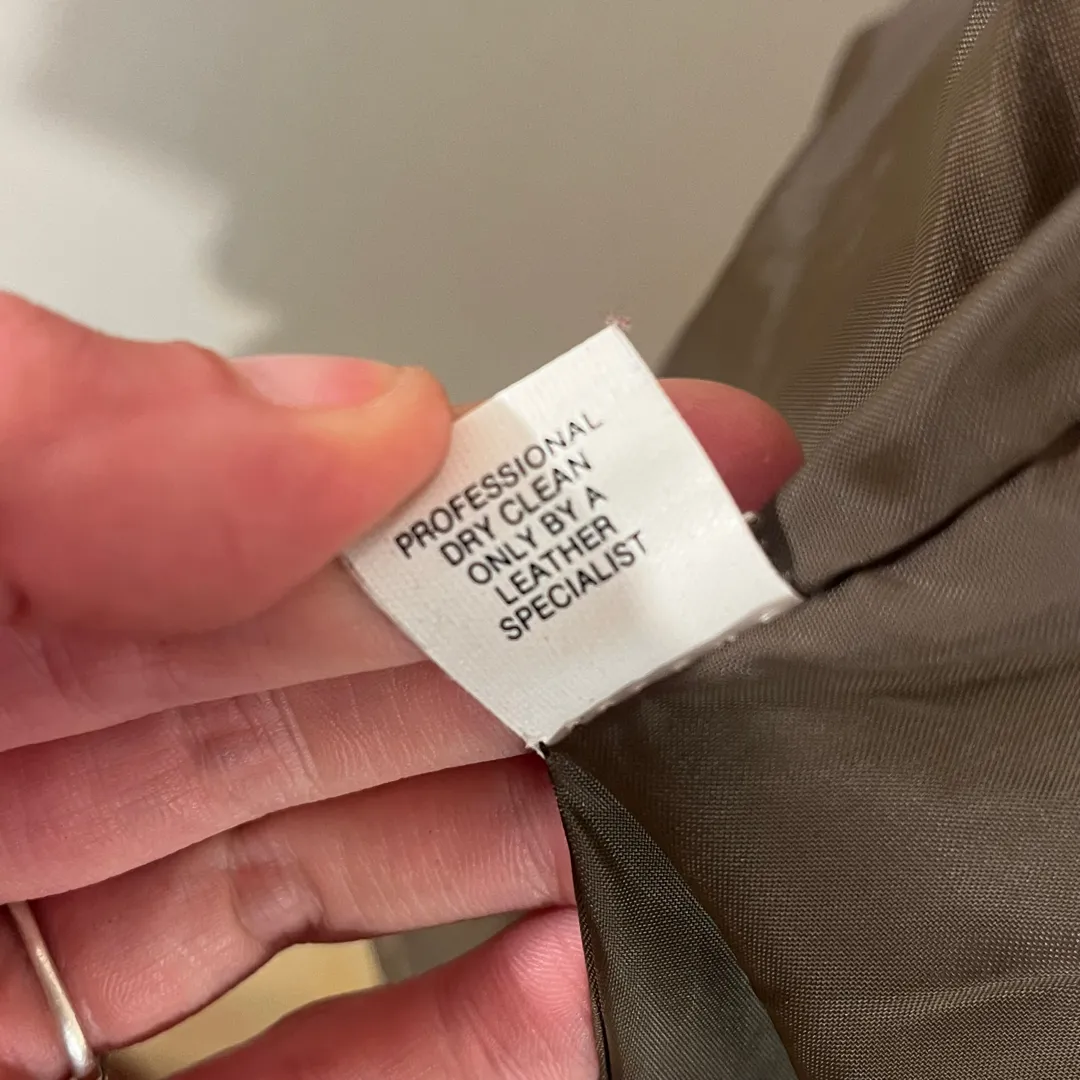 PROFESSIONAL
DRY CLEAN
ONLY BY A
LEATHER
SPECIALIST